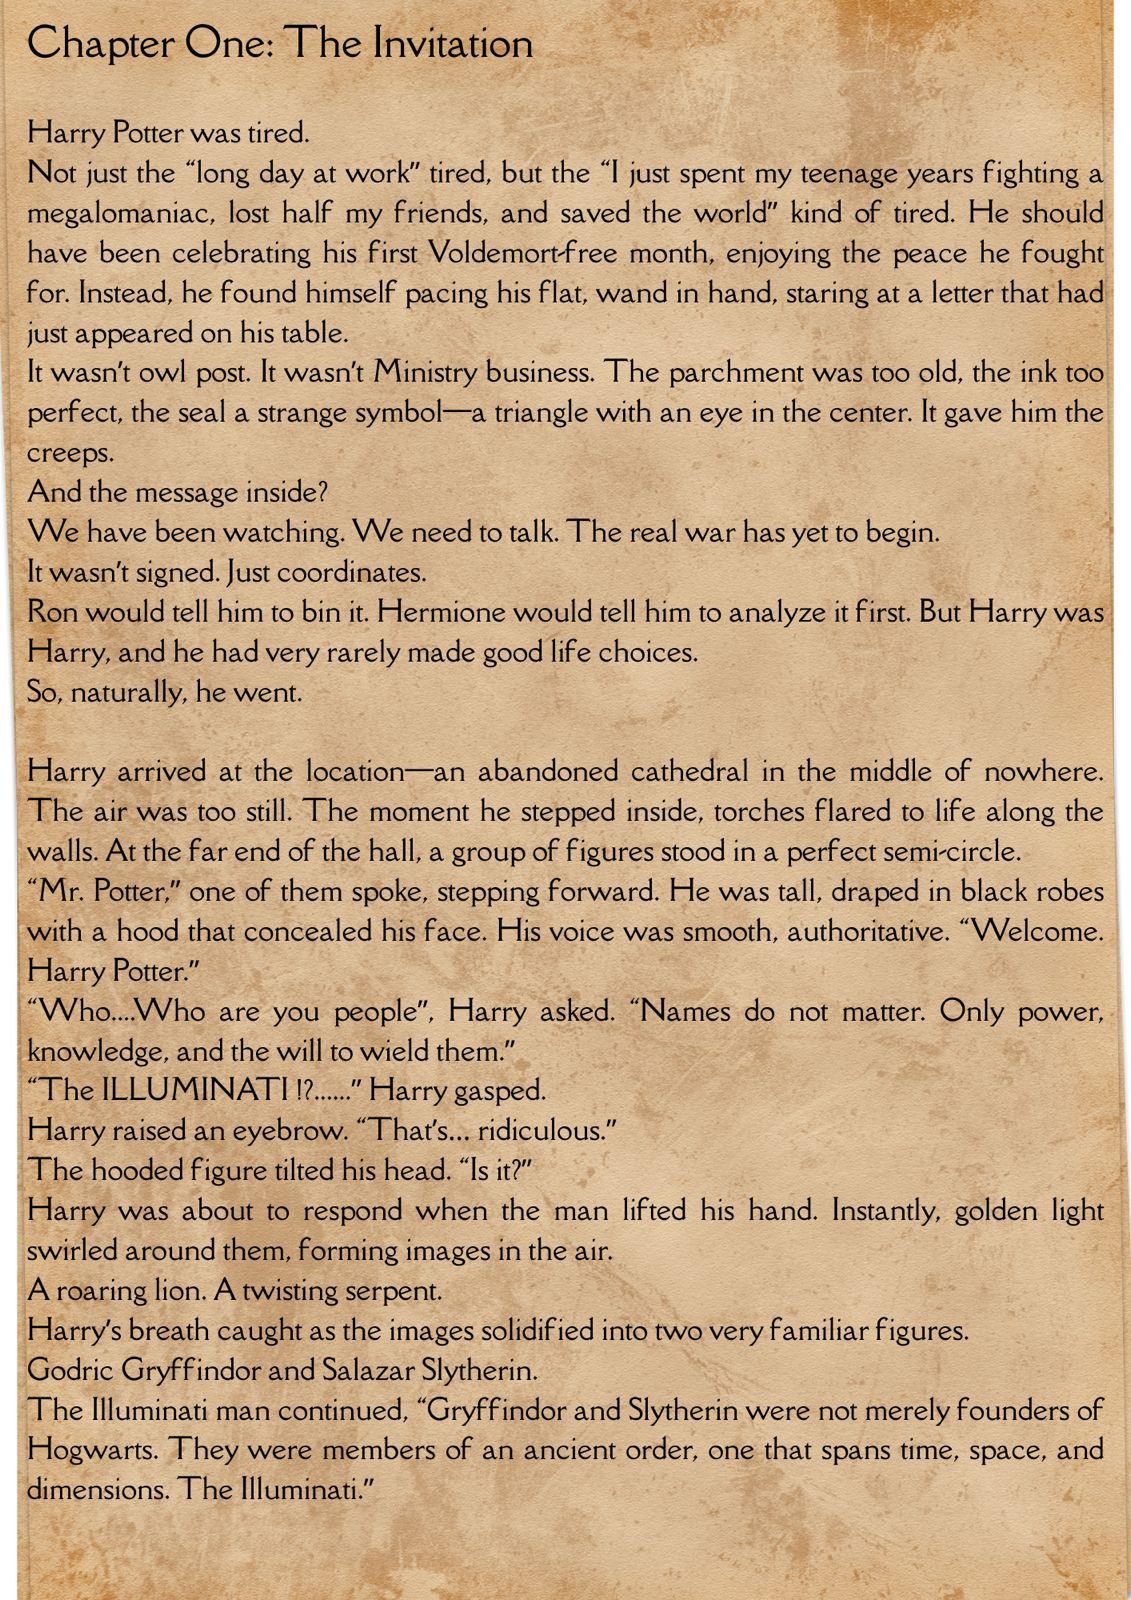 Chapter One: The Invitation
Harry Potter was tired.
Not just the “long day at work” tired, but the “I just spent my teenage years fighting a
megalomaniac, lost half my friends, and saved the world” kind of tired. He should
have been celebrating his first Voldemort-free month, enjoying the peace he fought
for. Instead, he found himself pacing his flat, wand in hand, staring at a letter that had
just appeared on his table.
It wasn't owl post. It wasn't Ministry business. The parchment was too old, the ink too
perfect, the seal a strange symbol—a triangle with an eye in the center. It gave him the
creeps.
And the message inside?
We have been watching. We need to talk. The real war has yet to begin.
It wasn't signed. Just coordinates.
Ron would tell him to bin it. Hermione would tell him to analyze it first. But Harry was
Harry, and he had very rarely made good life choices.
So, naturally, he went.
Harry arrived at the location—an abandoned cathedral in the middle of nowhere.
The air was too still. The moment he stepped inside, torches flared to life along the
walls. At the far end of the hall, a group of figures stood in a perfect semi-circle.
“Mr. Potter,” one of them spoke, stepping forward. He was tall, draped in black robes
with a hood that concealed his face. His voice was smooth, authoritative. “Welcome.
Harry Potter.”
“Who....Who are you people”, Harry asked. “Names do not matter. Only power,
knowledge, and the will to wield them.”
“The ILLUMINATI !?......” Harry gasped.
Harry raised an eyebrow. “That's... ridiculous.”
The hooded figure tilted his head. “Is it?”
Harry was about to respond when the man lifted his hand. Instantly, golden light
swirled around them, forming images in the air.
A roaring lion. A twisting serpent.
Harry's breath caught as the images solidified into two very familiar figures.
Godric Gryffindor and Salazar Slytherin.
The Illuminati man continued, “Gryffindor and Slytherin were not merely founders of
Hogwarts. They were members of an ancient order, one that spans time, space, and
dimensions. The Illuminati.”